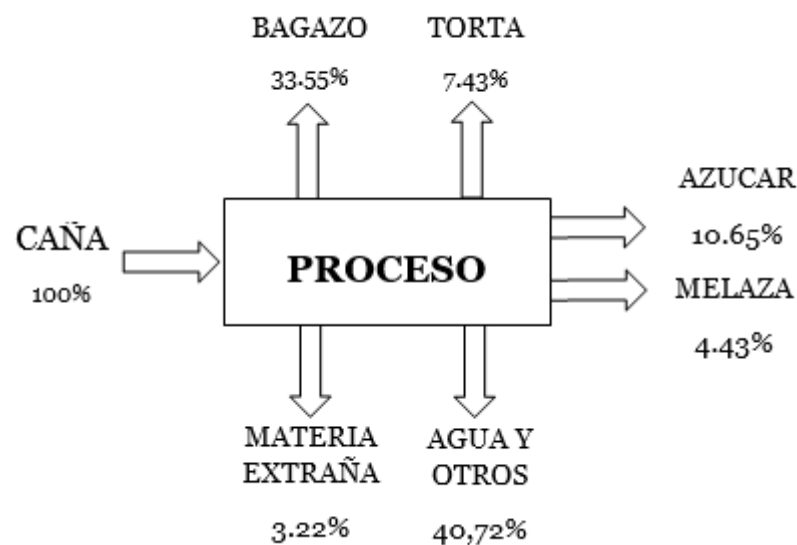 BAGAZO
33.55%
TORTA
7.43%
CAÑA
100%
PROCESO
AZUCAR
10.65%
MELAZA
4.43%
MATERIA
EXTRAÑA
3.22%
AGUA Y
OTROS
40,72%